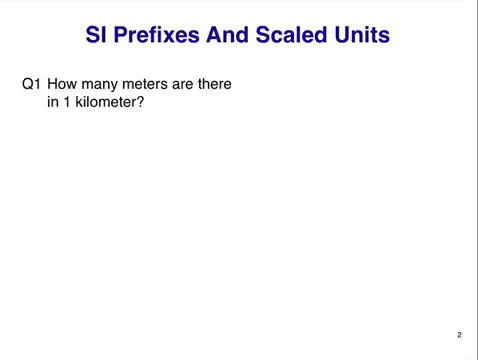 SI Prefixes And Scaled Units
Q1 How many meters are there
in 1 kilometer?
2